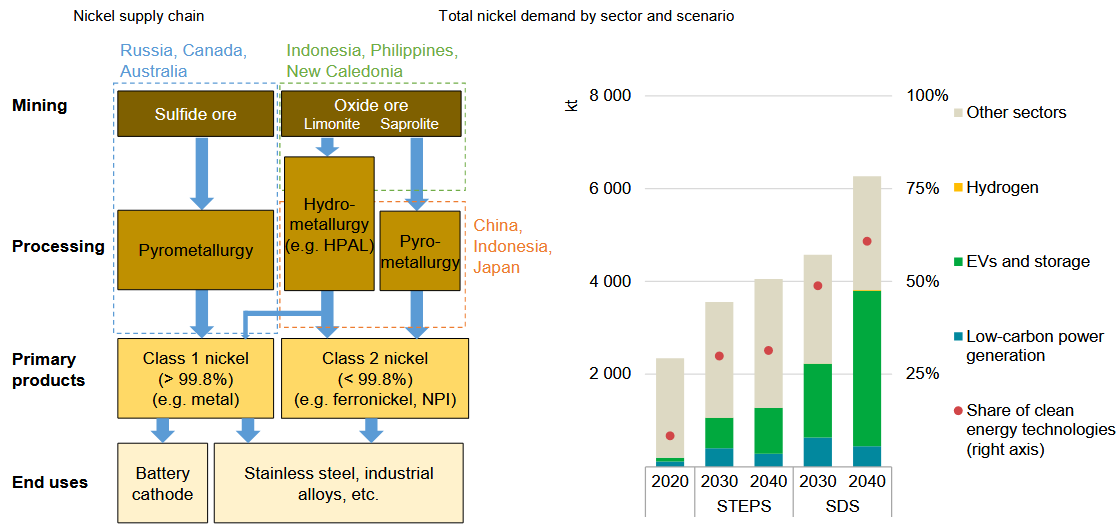 Nickel supply chain
Total nickel demand by sector and scenario
Russia, Canada,
Australia
Indonesia, Philippines,
New Caledonia
Mining
Sulfide ore
Oxide ore
Limonite
Saprolite
Processing
Pyrometallurgy
Hydro-
metallurgy
(e.g. HPAL)
Pyro-
metallurgy
China,
Indonesia,
Japan
Primary
products
Class 1 nickel
(> 99.8%)
(e.g. metal)
Class 2 nickel
(< 99.8%)
(e.g. ferronickel, NPI)
End uses
Battery
cathode
Stainless steel, industrial
alloys, etc.
kt
8 000
6 000
4 000
2 000
100%
75%
50%
25%
2020
2030
2040
2030
2040
STEPS
SDS
Other sectors
Hydrogen
EVs and storage
Low-carbon power
generation
Share of clean
energy technologies
(right axis)